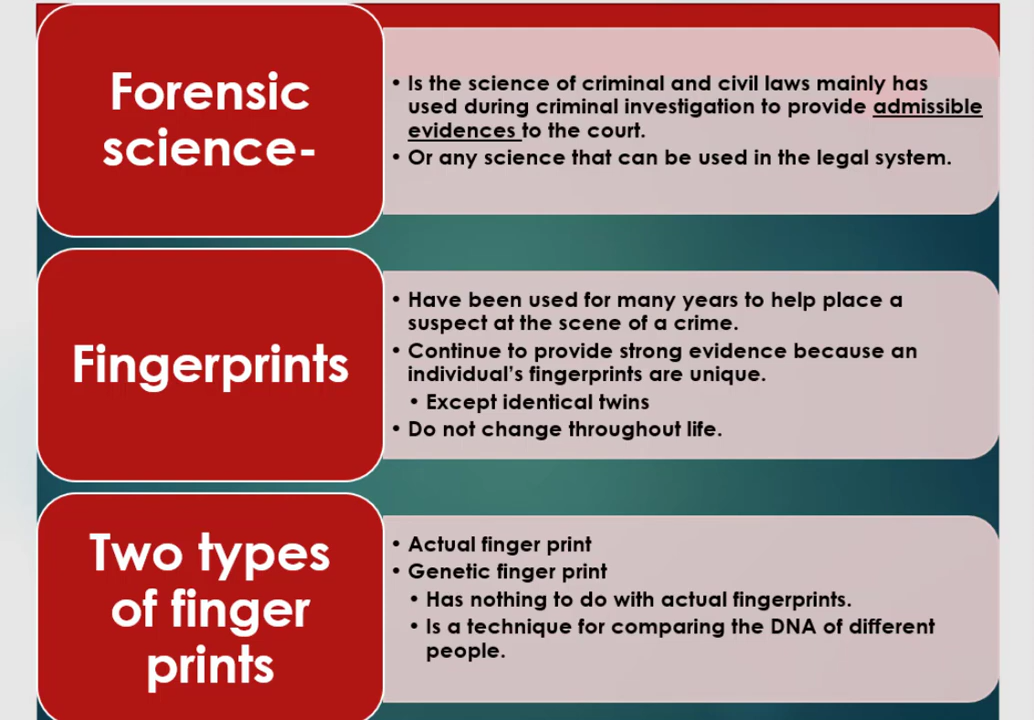 Forensic
science-
• Is the science of criminal and civil laws mainly has
used during criminal investigation to provide admissible
evidences to the court.
• Or any science that can be used in the legal system.
Fingerprints
• Have been used for many years to help place a
suspect at the scene of a crime.
• Continue to provide strong evidence because an
individual's fingerprints are unique.
• Except identical twins
• Do not change throughout life.
Two types
of finger
prints
• Actual finger print
• Genetic finger print
• Has nothing to do with actual fingerprints.
• Is a technique for comparing the DNA of different
people.